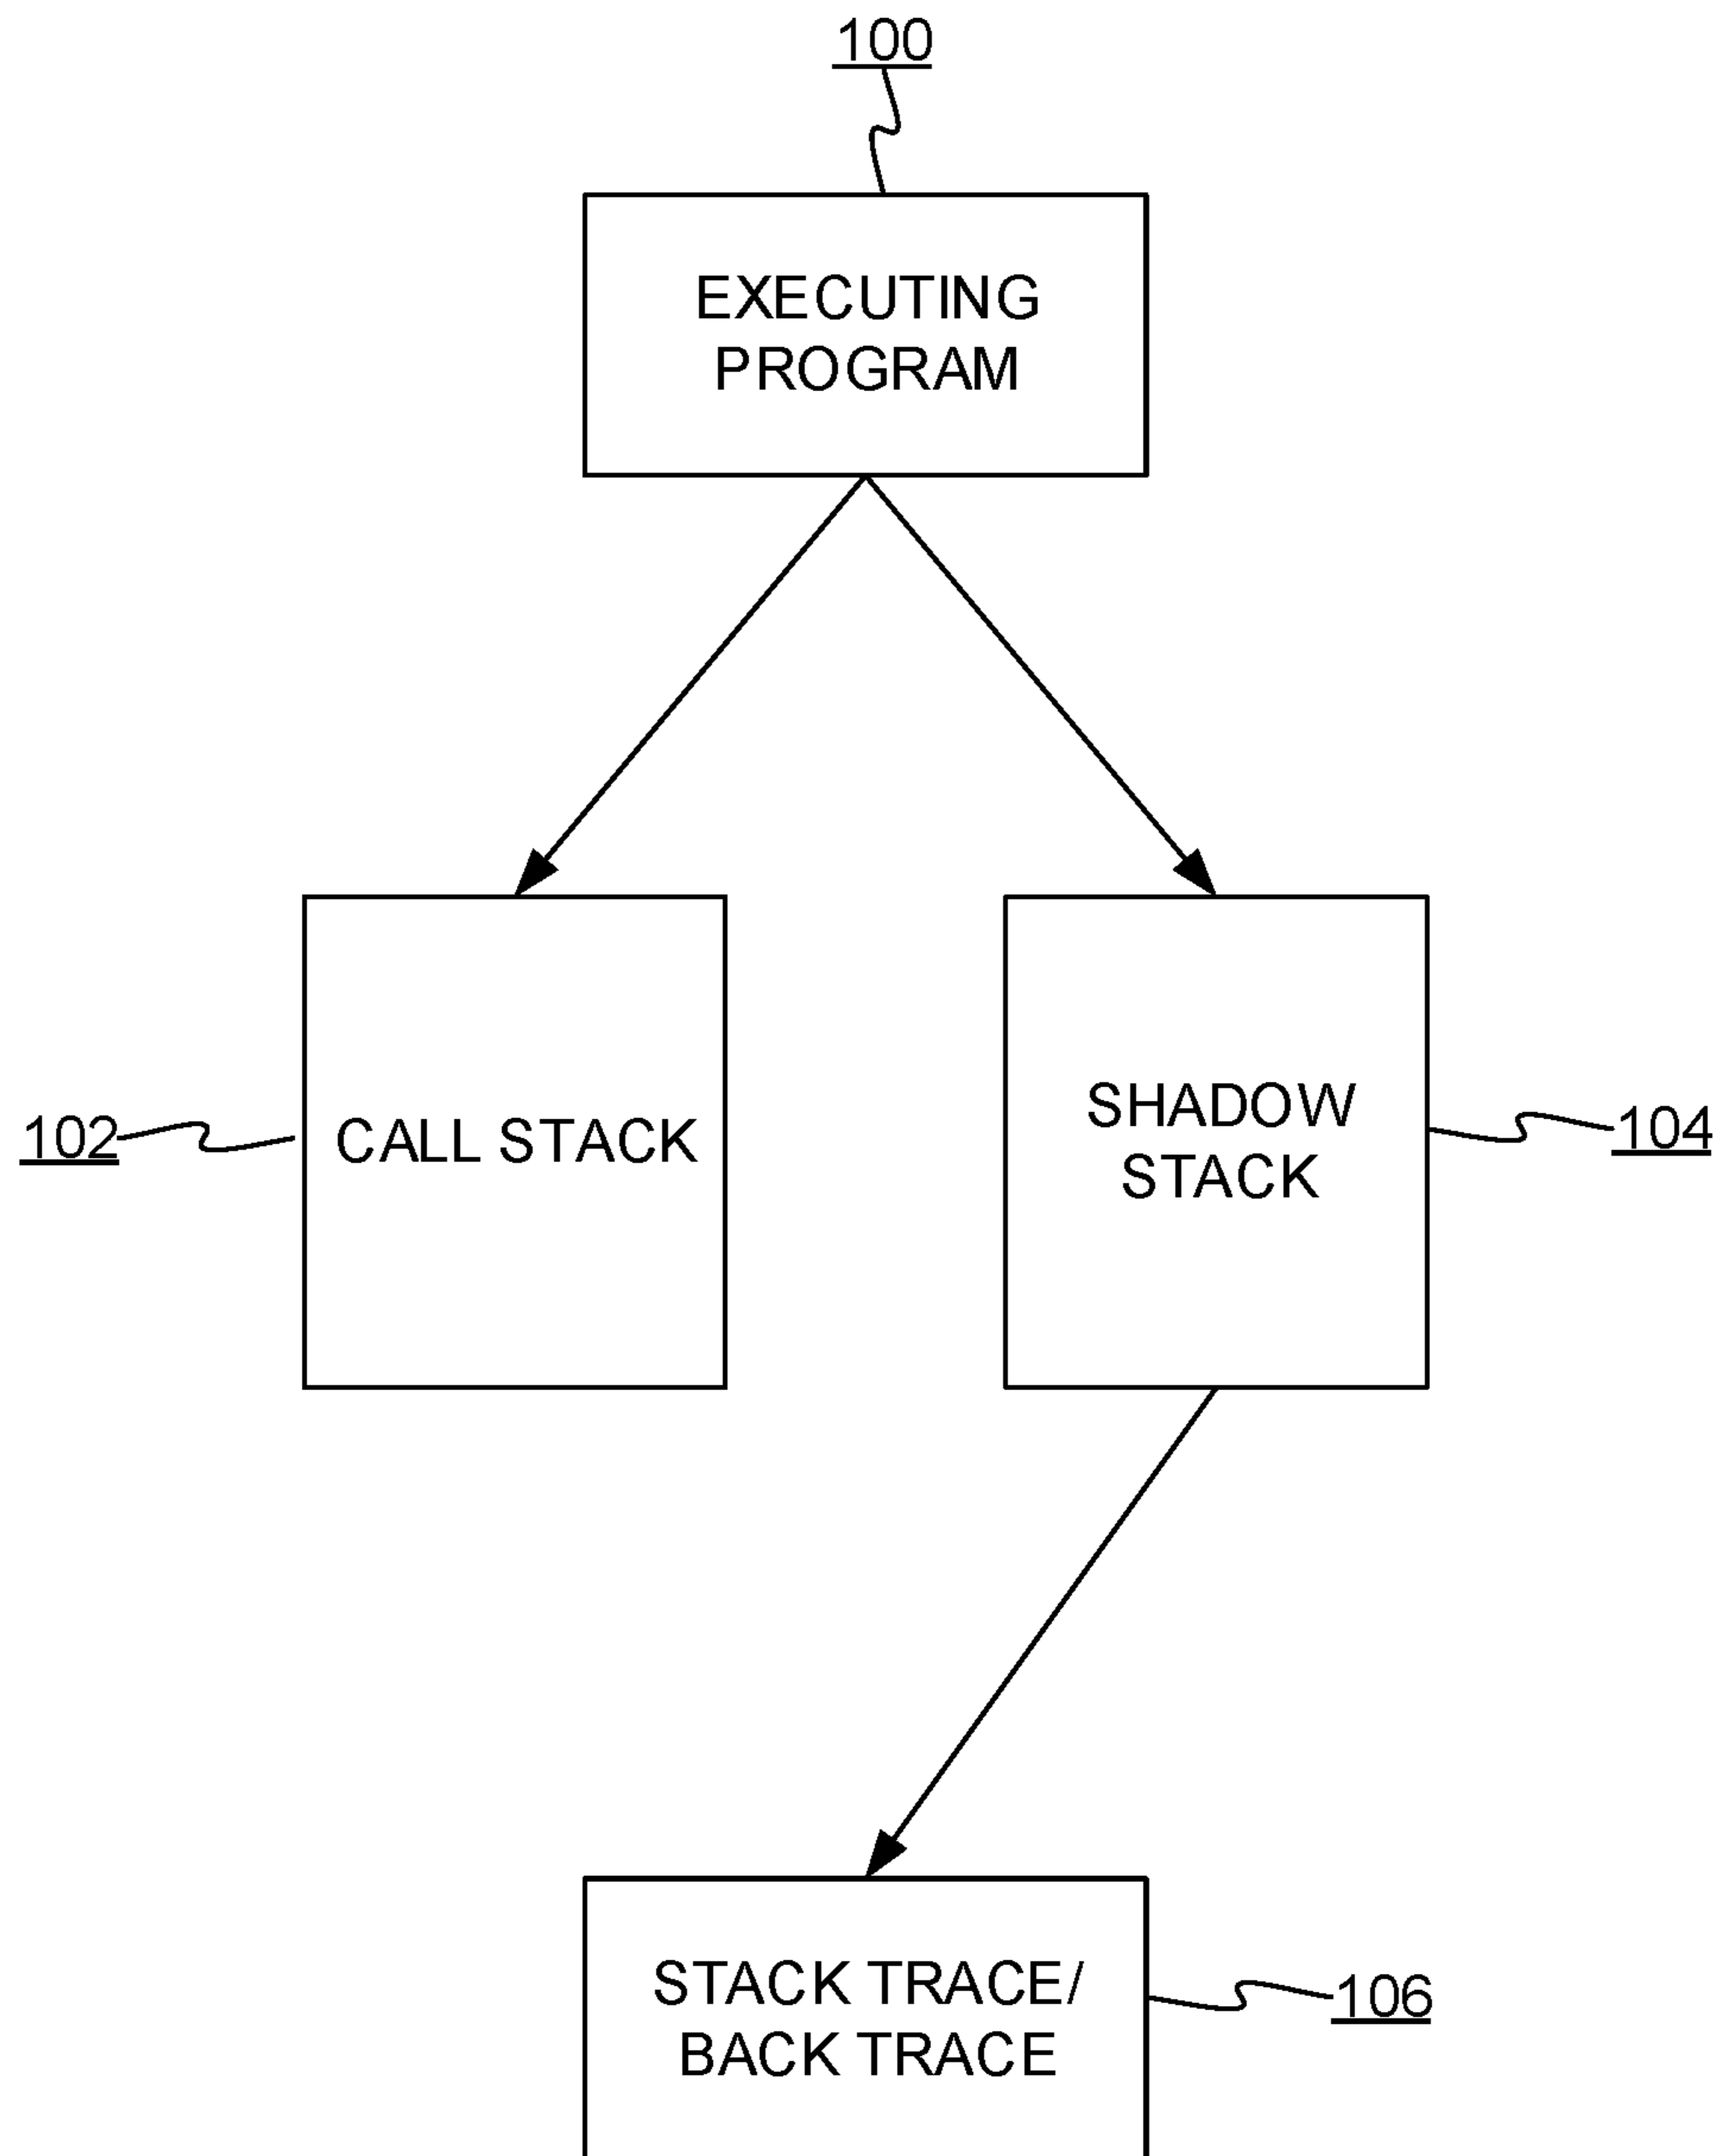 100
EXECUTING
PROGRAM
102
CALL STACK
SHADOW
STACK
104
STACK TRACE/
BACK TRACE
106